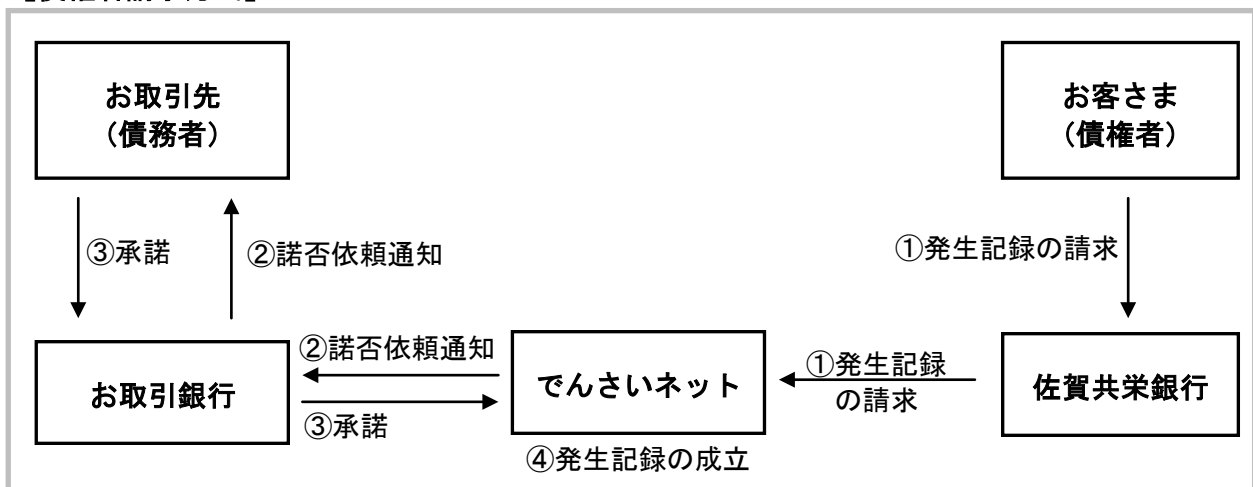 お取引先
（債務者）
お客さま
（債権者）
③承諾
②諾否依頼通知
①発生記録の請求
お取引銀行
②諾否依頼通知
③承諾
でんさいネット
④発生記録の成立
①発生記録
の請求
佐賀共栄銀行